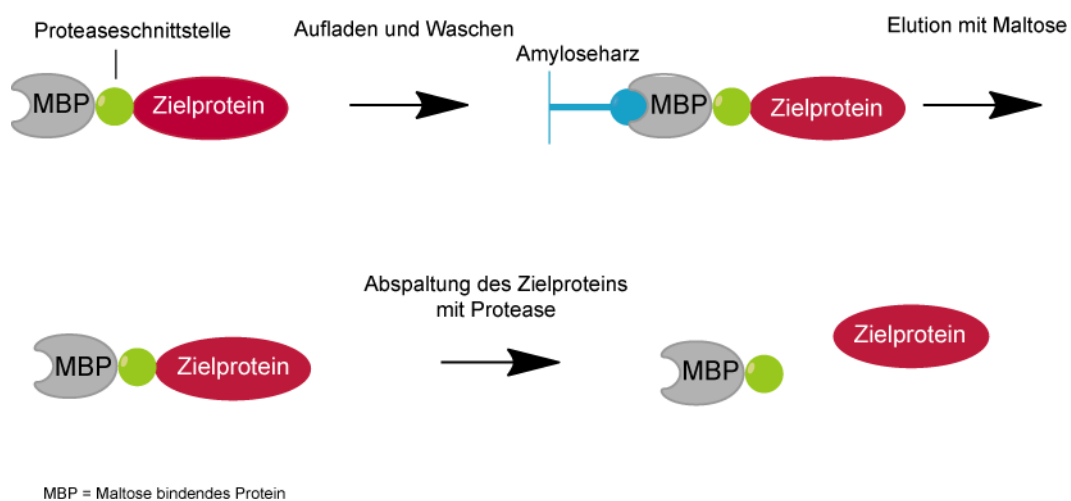 Proteaseschnittstelle
Aufladen und Waschen
Elution mit Maltose
Amyloseharz
MBP
Zielprotein
MBP
Zielprotein
Abspaltung des Zielproteins
mit Protease
MBP
Zielprotein
MBP
Zielprotein
MBP = Maltose bindendes Protein